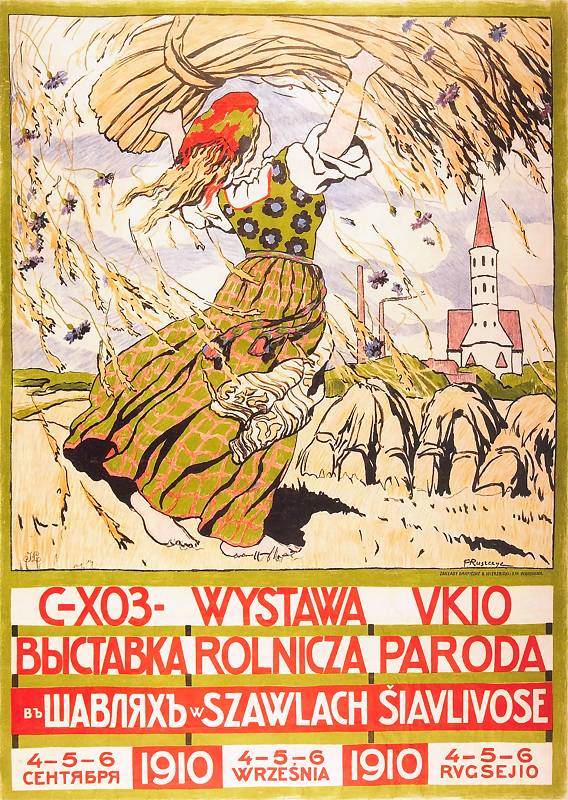 F. Ruszczyc
С-ХОЗ- WYSTAWA VKIO
ВЫСТАВКА ROLNICZA PARODA
въ ШАВЛЯХЪ w SZAWLACH ŠIAVLIVOSE
4-5-6 СЕНТЯБРЯ 1910 4-5-6 WRZEŚNIA 1910 4-5-6 RVGSEJIO